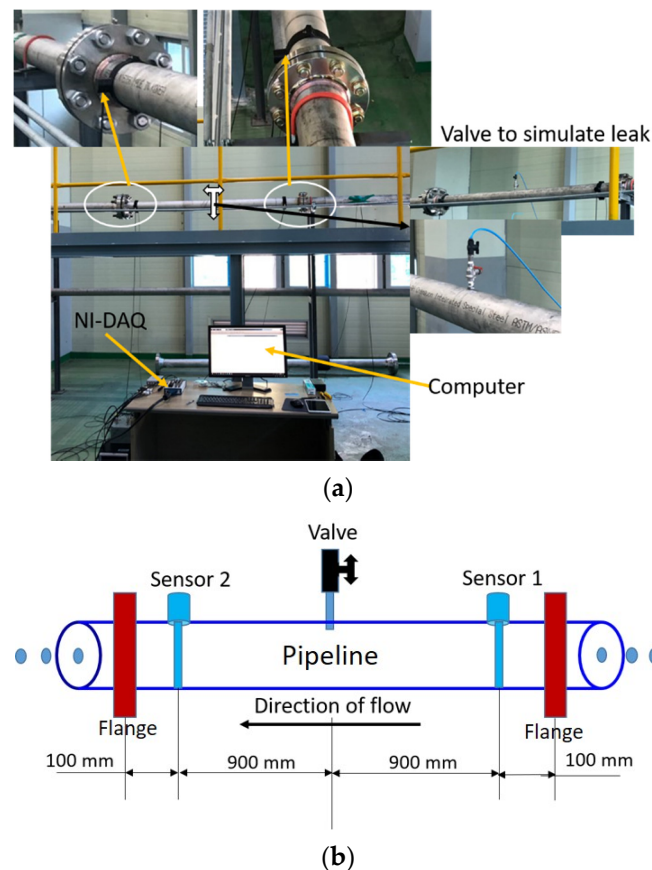 Valve to simulate leak
NI-DAQ
Computer
(a)
Valve
Sensor 2
Sensor 1
Pipeline
Direction of flow
Flange
Flange
100 mm
900 mm
900 mm
100 mm
(b)